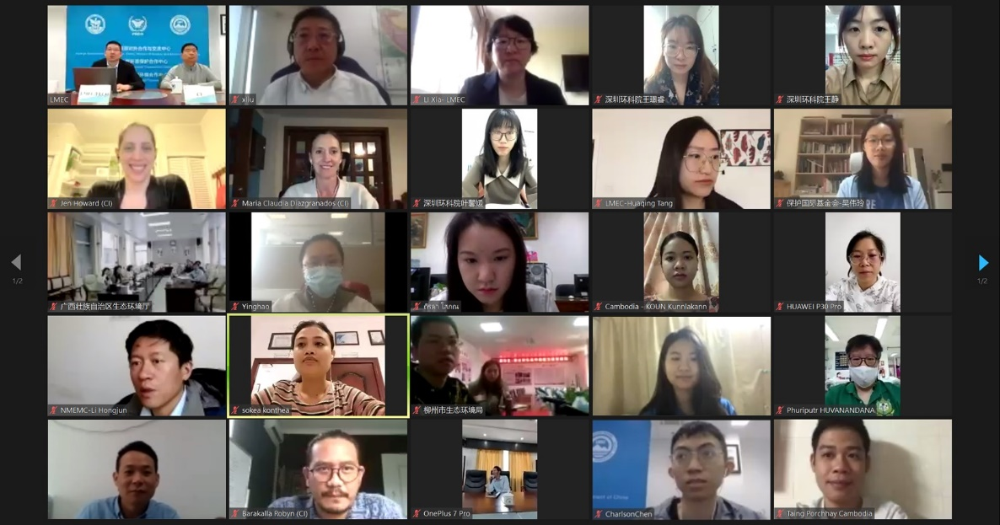 LMEC
xliu
Li Xia- LMEC
深圳环科院王璟睿
深圳环科院王静
Jen Howard (CI)
Maria Claudia Diazgranados (CI)
深圳环科院叶馨媛
LMEC-Huaqing Tang
保护国际基金会-吴伟玲
1/2
1/2
广西壮族自治区生态环境厅
Yinghao
Cambodia - KOUN Kunnlakann
HUAWEI P30 Pro
NMEMC-Li Hongjun
sokea konthea
柳州市生态环境局
Phuriputr HUVANANDANA
Barakalla Robyn (CI)
OnePlus 7 Pro
CharlsonChen
Taing Porchhay Cambodia